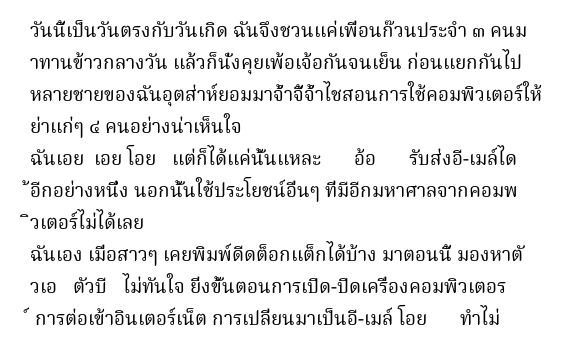 วันนี้เป็นวันตรงกับวันเกิด ฉันจึงชวนแค่เพื่อนก๊วนประจำ ๓ คนม
าทานข้าวกลางวัน แล้วก็นั่งคุยเพ้อเจ้อกันจนเย็น ก่อนแยกกันไป
หลายชายของฉันอุตส่าห์ยอมมาจ้ำจี้จ้ำไชสอนการใช้คอมพิวเตอร์ให้
ย่าแก่ๆ ๔ คนอย่างน่าเห็นใจ
ฉันเอย เอย โอย แต่ก็ได้แค่นั้นแหละ อ้อ รับส่งอี-เมล์ได
้อีกอย่างหนึ่ง นอกนั้นใช้ประโยชน์อื่นๆ ที่มีอีกมหาศาลจากคอมพ
ิวเตอร์ไม่ได้เลย
ฉันเอง เมื่อสาวๆ เคยพิมพ์ดีดต็อกแต็กได้บ้าง มาตอนนี้ มองหาตั
วเอ ตัวบี ไม่ทันใจ ยิ่งขั้นตอนการเปิด-ปิดเครื่องคอมพิวเตอร
์ การต่อเข้าอินเตอร์เน็ต การเปลี่ยนมาเป็นอี-เมล์ โอย ทำไม่